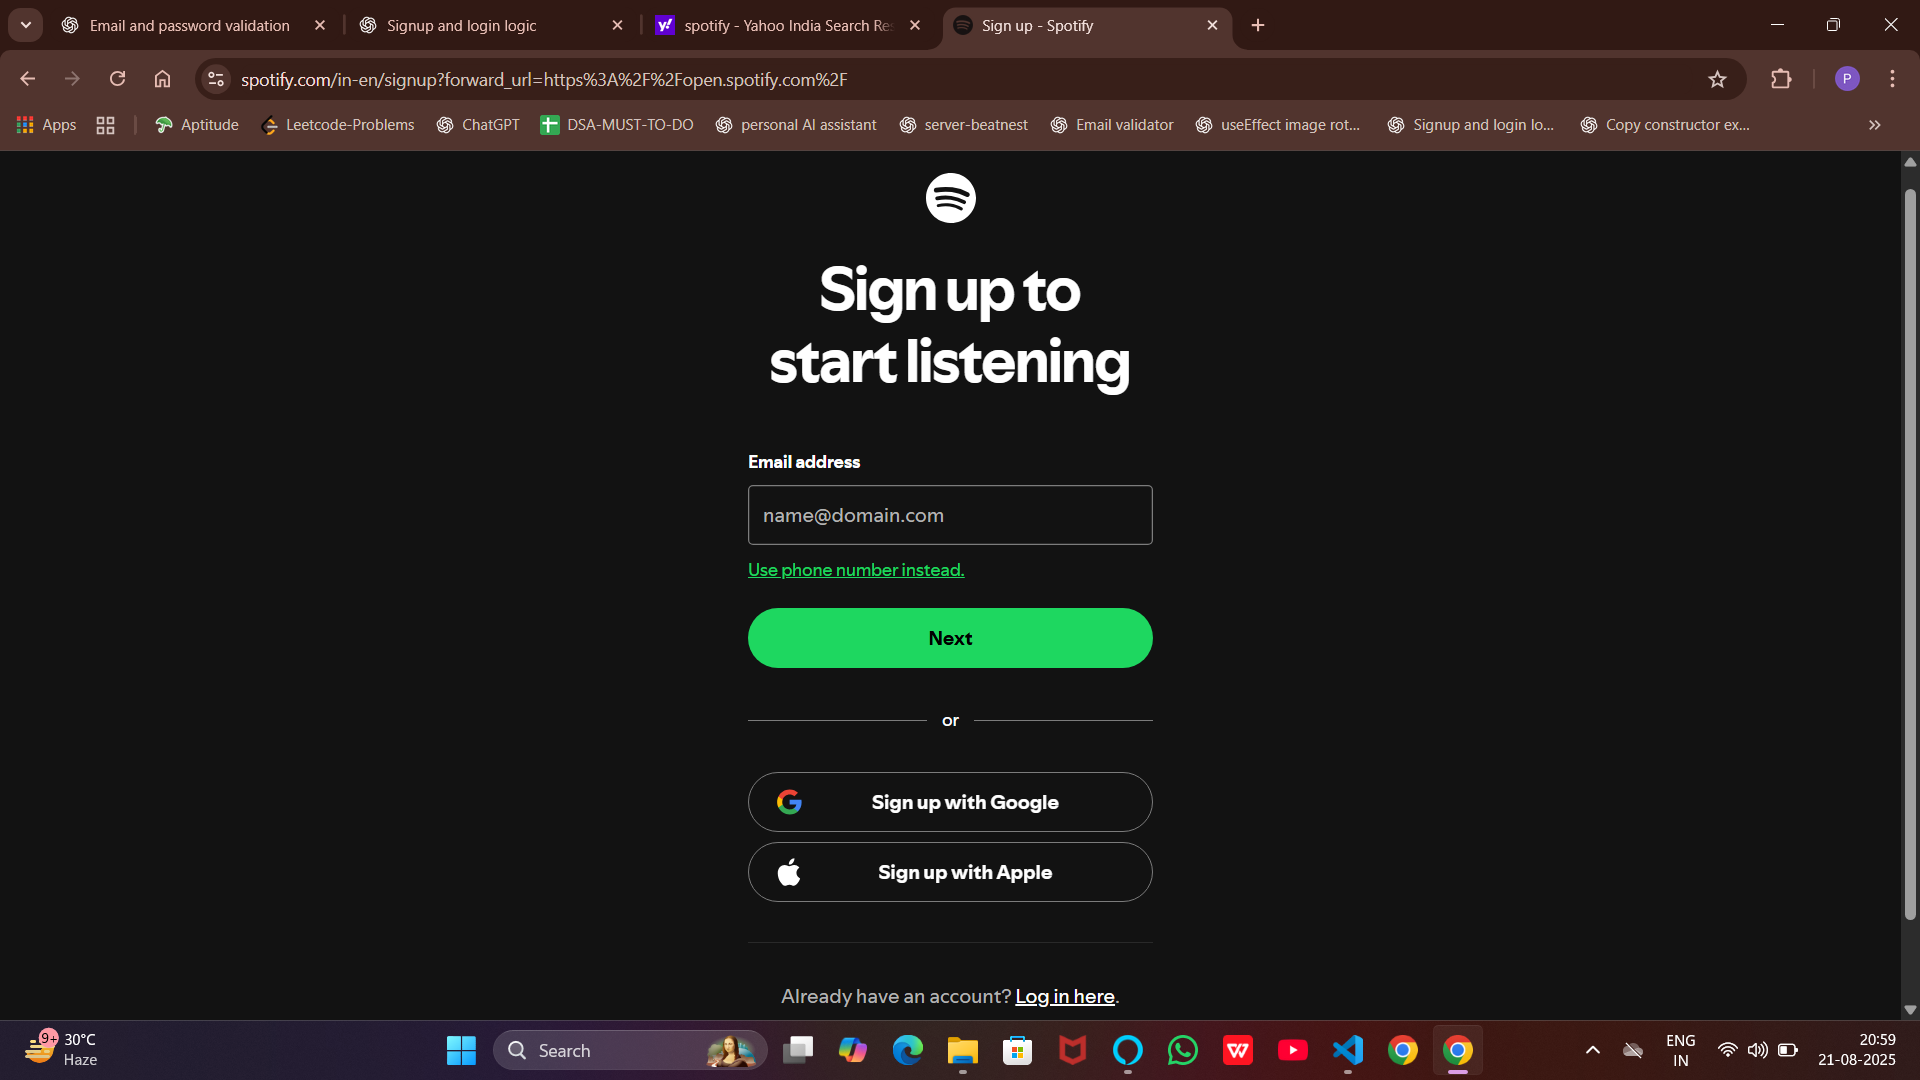 Email and password validation
Signup and login logic
spotify - Yahoo India Search Re
Sign up - Spotify
spotify.com/in-en/signup?forward_url=https%3A%2F%2Fopen.spotify.com%2F
P
Apps
Aptitude
Leetcode-Problems
ChatGPT
DSA-MUST-TO-DO
personal AI assistant
server-beatnest
Email validator
useEffect image rot...
Signup and login lo...
Copy constructor ex...
Sign up to
start listening
Email address
name@domain.com
Use phone number instead.
Next
or
Sign up with Google
Sign up with Apple
Already have an account? Log in here.
9+
30°C
Haze
Search
ENG
IN
20:59
21-08-2025